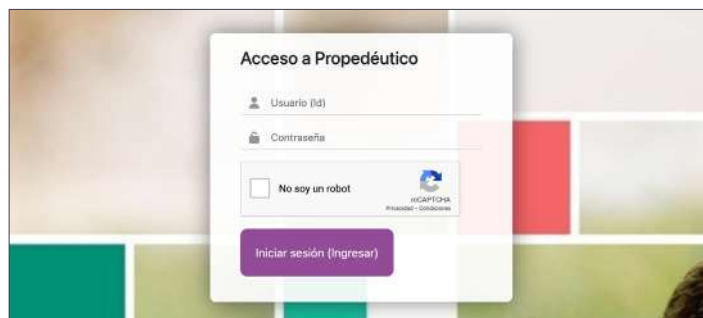 Acceso a Propedéutico
Usuario (Id)
Contraseña
No soy un robot
reCAPTCHA
Privacidad - Condiciones
Iniciar sesión (Ingresar)